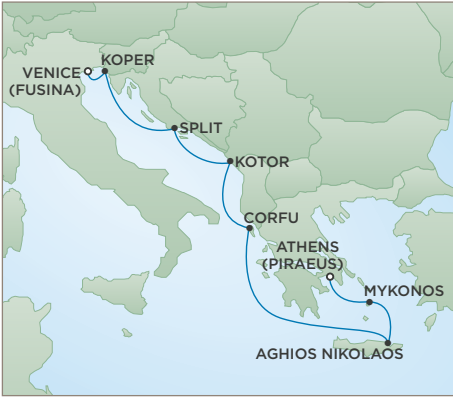 KOPER
VENICE
(FUSINA)
SPLIT
KOTOR
CORFU
ATHENS
(PIRAEUS)
MYKONOS
AGHIOS NIKOLAOS